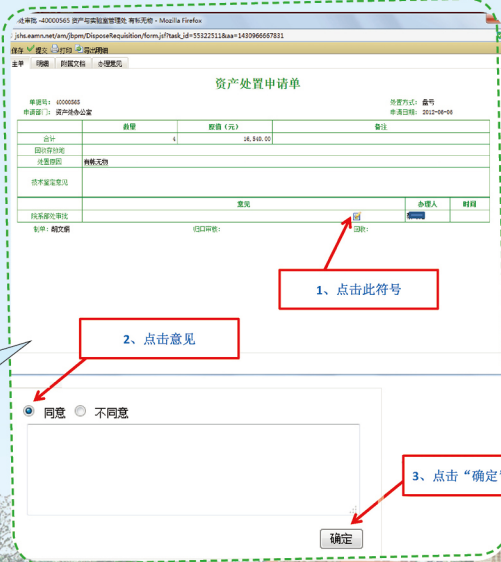 处审批 -40000565 资产与实验室管理处 有帐无物 - Mozilla Firefox
jshs.eamn.net/am/jbpm/DisposeRequisition/form.jsf?task_id=55322511&aa=1430966667831
保存 提交 打印 导出明细
主单 明细 附属文档 办理意见
资产处置申请单
申请号: 40000565 处置方式: 盘亏
申请部门: 资产处办公室 申请日期: 2012-06-06
数量 原值（元） 备注
合计 4 16,540.00
回收存放地
处置原因 有帐无物
技术鉴定意见
意见 办理人 时间
院系部处审批
制单: 胡文娟 归口审核: 回收:
1、点击此符号
2、点击意见
同意 不同意
3、点击“确定”
确定